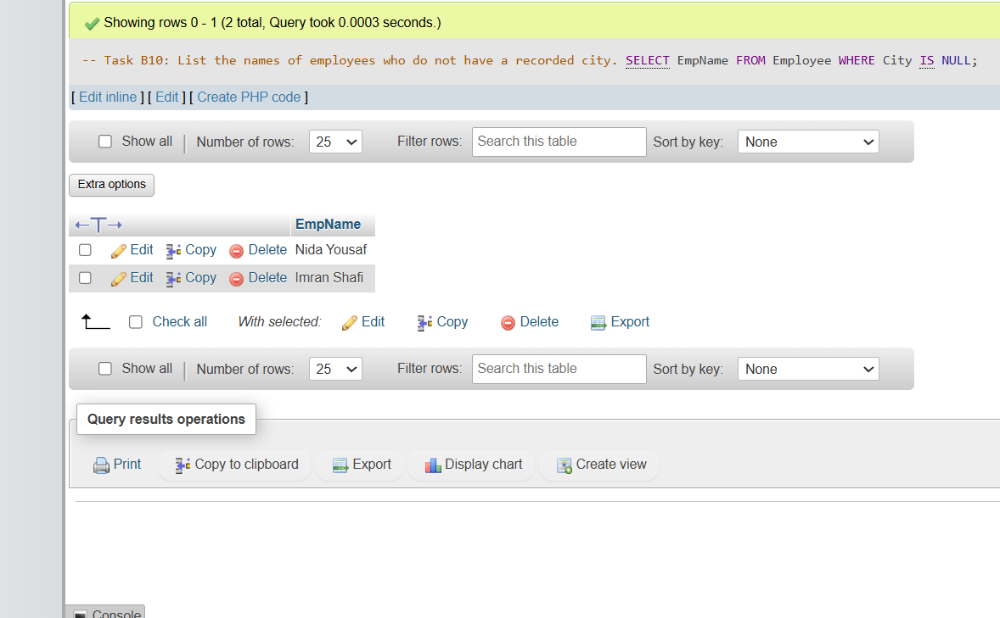 Showing rows 0 - 1 (2 total, Query took 0.0003 seconds.)
-- Task B10: List the names of employees who do not have a recorded city. SELECT EmpName FROM Employee WHERE City IS NULL;
[ Edit inline ] [ Edit ] [ Create PHP code ]
Show all | Number of rows: 25 Filter rows: Search this table Sort by key: None
Extra options
←T→ EmpName
Edit Copy Delete Nida Yousaf
Edit Copy Delete Imran Shafi
Check all With selected: Edit Copy Delete Export
Show all | Number of rows: 25 Filter rows: Search this table Sort by key: None
Query results operations
Print Copy to clipboard Export Display chart Create view
Console